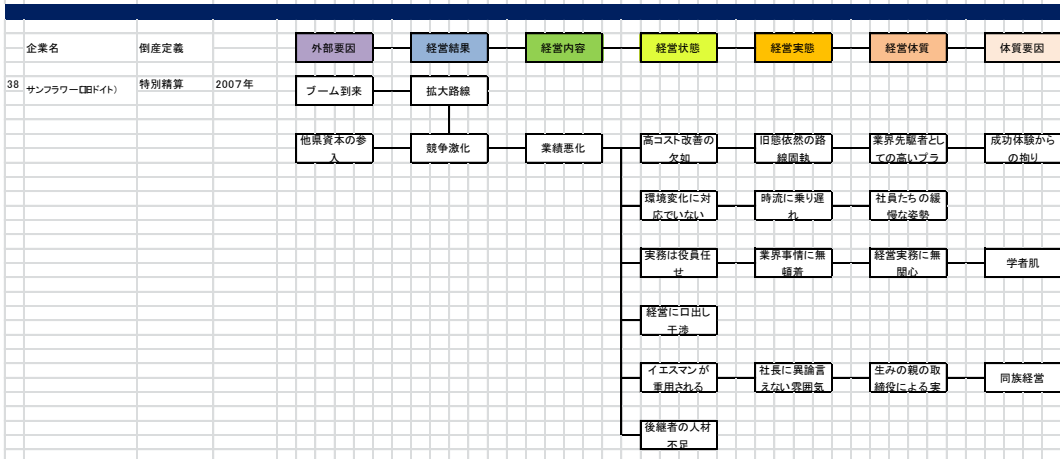 企業名 倒産定義 外部要因 経営結果 経営内容 経営状態 経営実態 経営体質 体質要因
38 サンフラワー□旧ドイト) 特別精算 2007年 ブーム到来 拡大路線
他県資本の参
入
競争激化
業績悪化
高コスト改善の
欠如
旧態依然の路
線固執
業界先駆者とし
ての高いプラ
成功体験から
の拘り
環境変化に対
応でいない
時流に乗り遅
れ
社員たちの緩
慢な姿勢
実務は役員任
せ
業界事情に無
頓着
経営実務に無
関心
学者肌
経営に口出し
干渉
イエスマンが
重用される
社長に異論言
えない雰囲気
生みの親の取
締役による実
同族経営
後継者の人材
不足